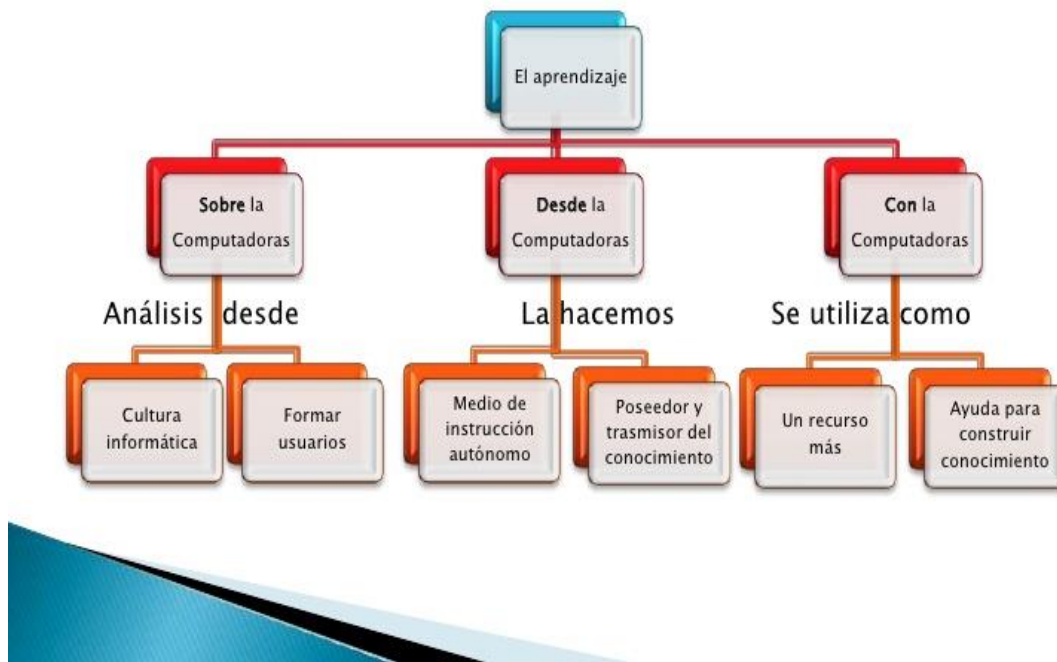 El aprendizaje
Sobre la
Computadoras
Desde la
Computadoras
Con la
Computadoras
Análisis desde
La hacemos
Se utiliza como
Cultura
informática
Formar
usuarios
Medio de
instrucción
autónomo
Poseedor y
trasmisor del
conocimiento
Un recurso
más
Ayuda para
construir
conocimiento